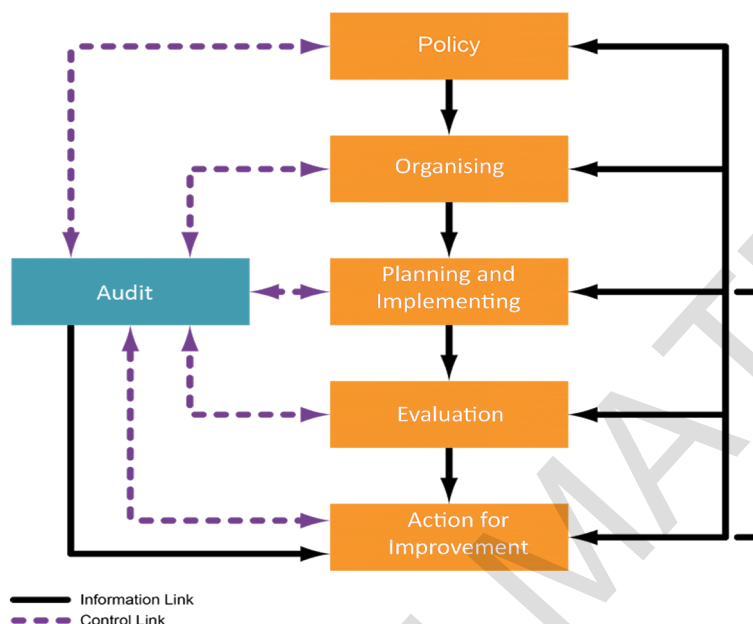 Policy
Organising
Audit
Planning and
Implementing
Evaluation
Action for
Improvement
Information Link
Control Link